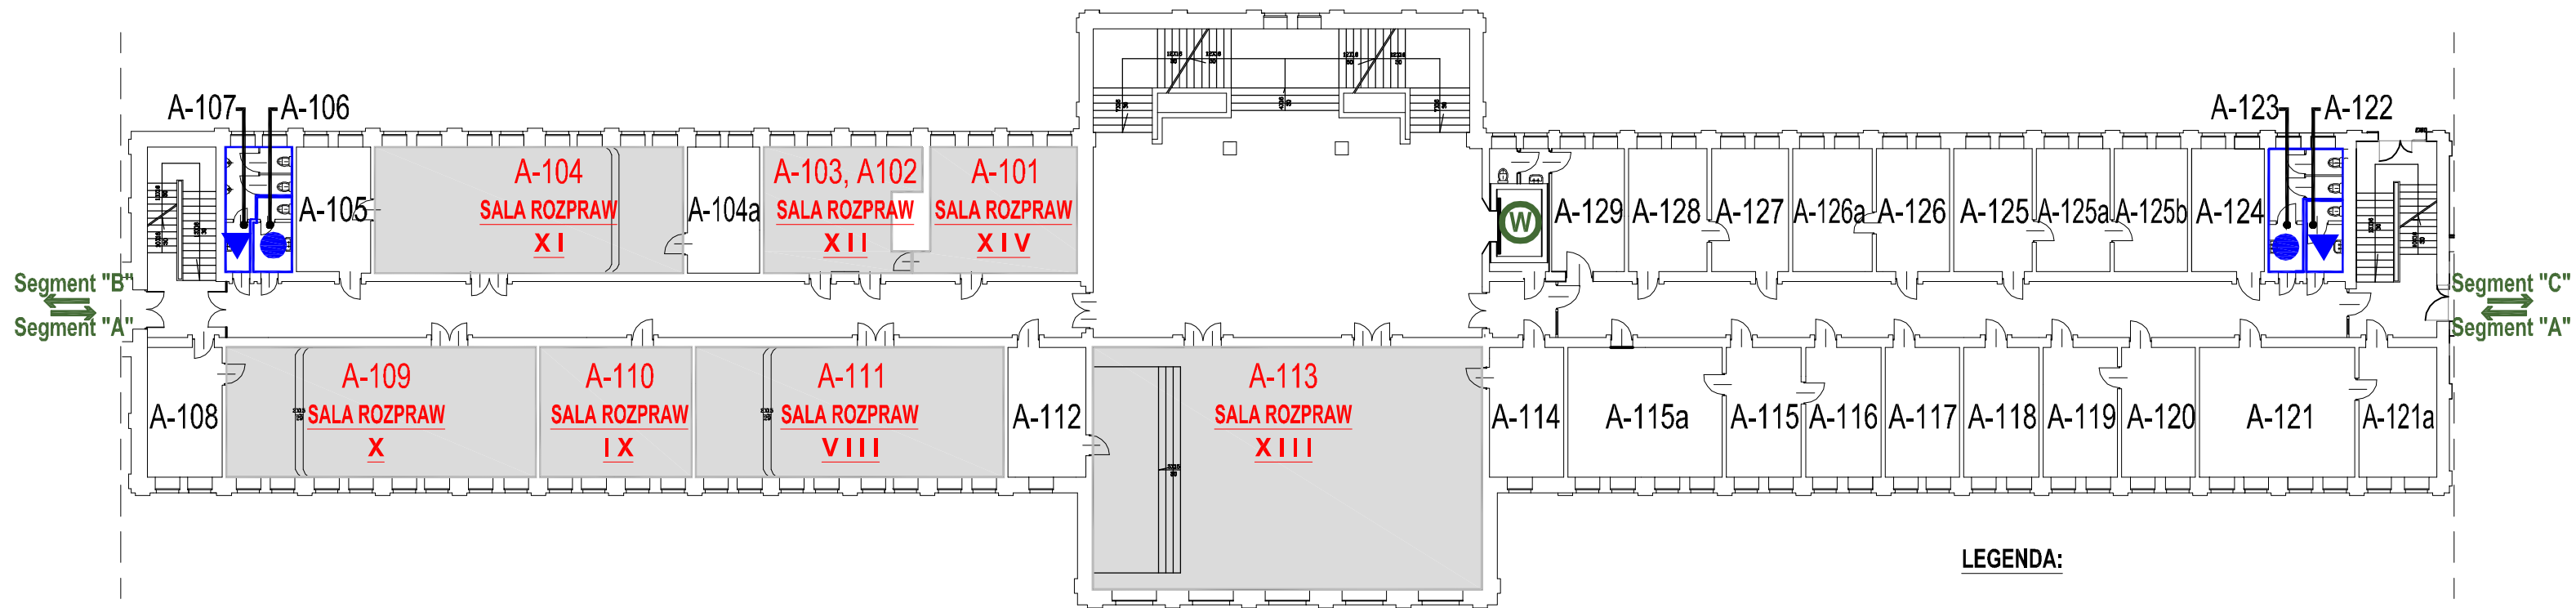 A-107
A-106
A-123
A-122
A-104
SALA ROZPRAW
XI
A-103, A102
SALA ROZPRAW
XII
A-101
SALA ROZPRAW
XIV
A-105
A-104a
W
A-129
A-128
A-127
A-126a
A-126
A-125
A-125a
A-125b
A-124
Segment "B"
Segment "A"
Segment "C"
Segment "A"
A-108
A-109
SALA ROZPRAW
X
A-110
SALA ROZPRAW
IX
A-111
SALA ROZPRAW
VIII
A-112
A-113
SALA ROZPRAW
XIII
A-114
A-115a
A-115
A-116
A-117
A-118
A-119
A-120
A-121
A-121a
LEGENDA: